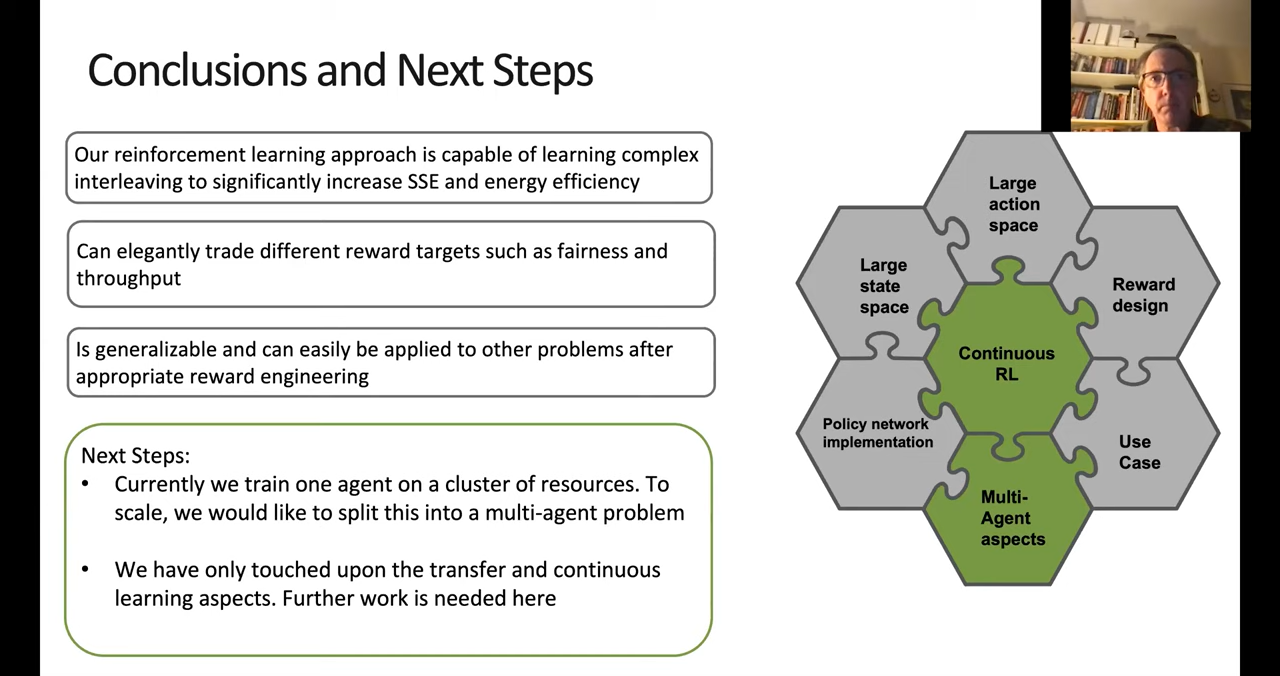 Conclusions and Next Steps
Our reinforcement learning approach is capable of learning complex
interleaving to significantly increase SSE and energy efficiency
Can elegantly trade different reward targets such as fairness and
throughput
Is generalizable and can easily be applied to other problems after
appropriate reward engineering
Next Steps:
• Currently we train one agent on a cluster of resources. To
scale, we would like to split this into a multi-agent problem
• We have only touched upon the transfer and continuous
learning aspects. Further work is needed here
Large
action
space
Large
state
space
Reward
design
Continuous
RL
Policy network
implementation
Use
Case
Multi-
Agent
aspects